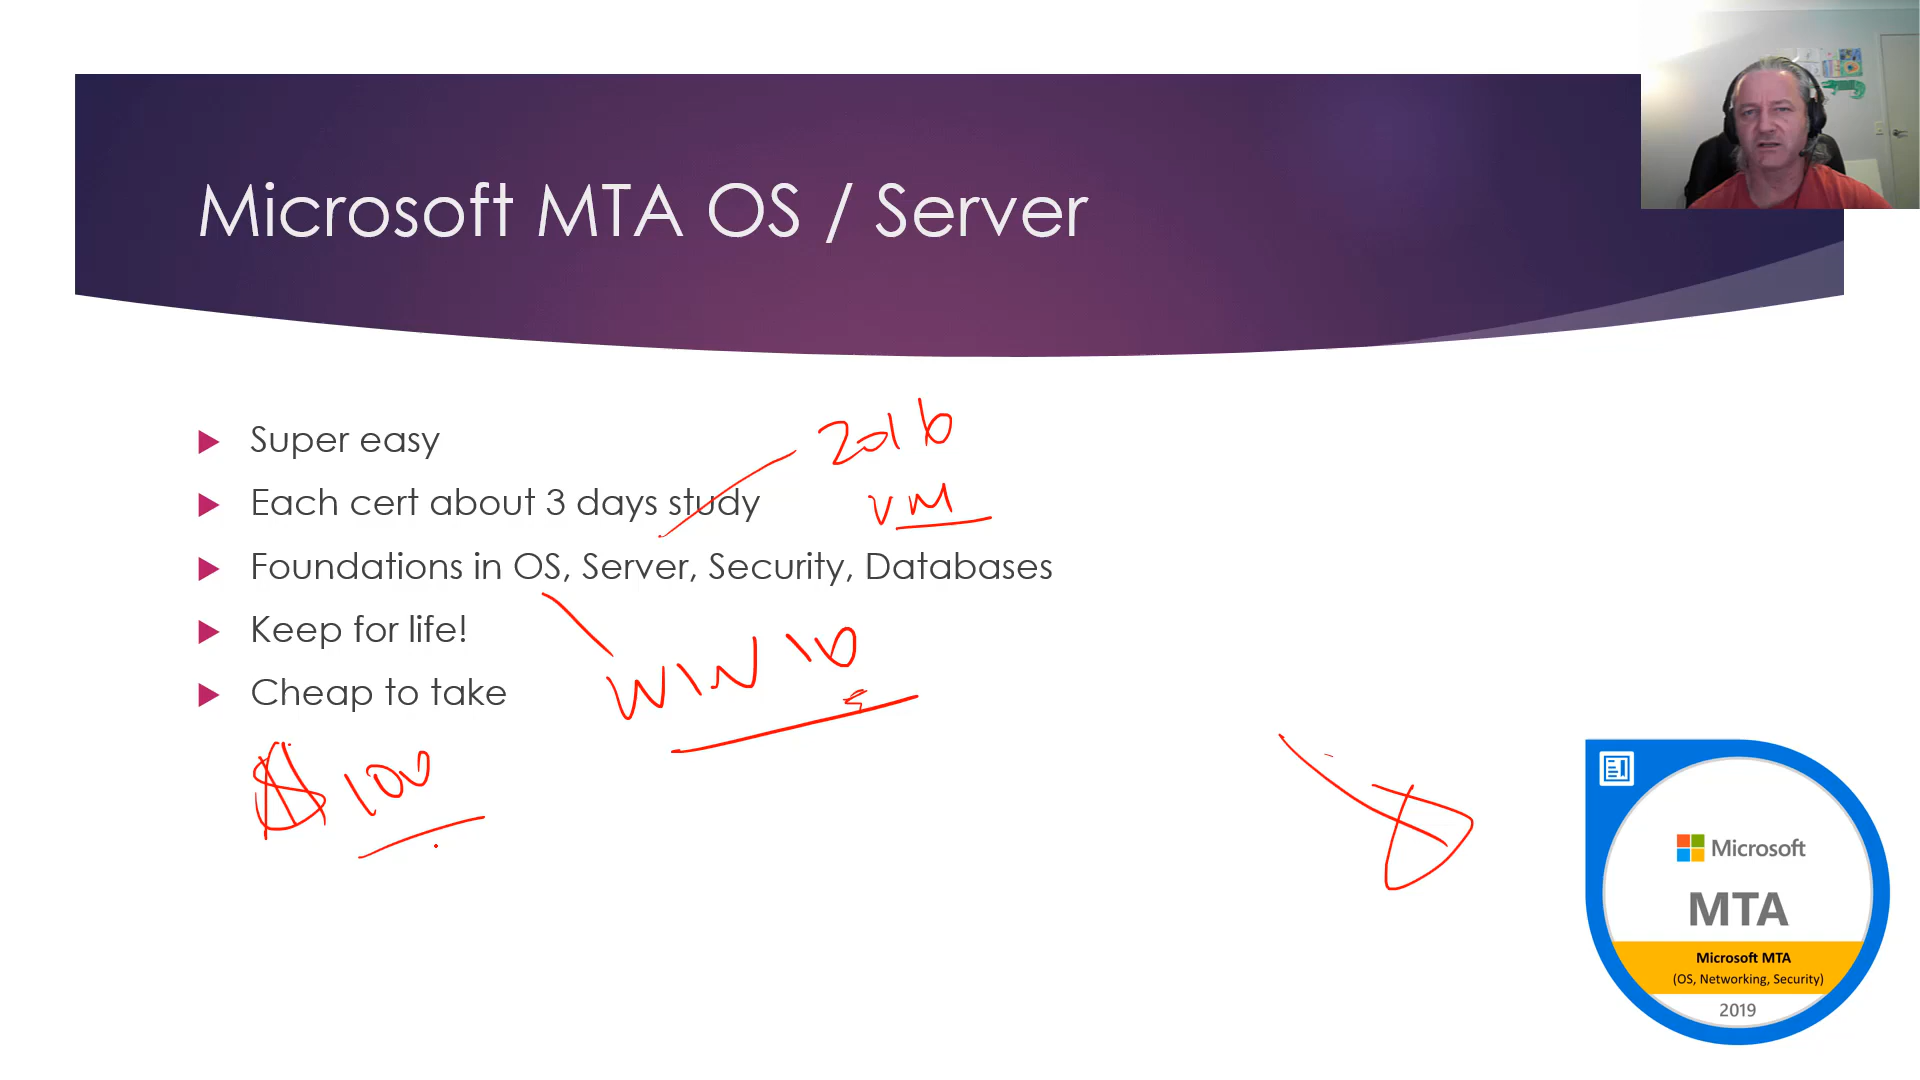 Microsoft MTA OS / Server
Super easy
2016
Each cert about 3 days study
VM
Foundations in OS, Server, Security, Databases
Keep for life!
WIN 10
Cheap to take
$100
Microsoft
MTA
Microsoft MTA
(OS, Networking, Security)
2019